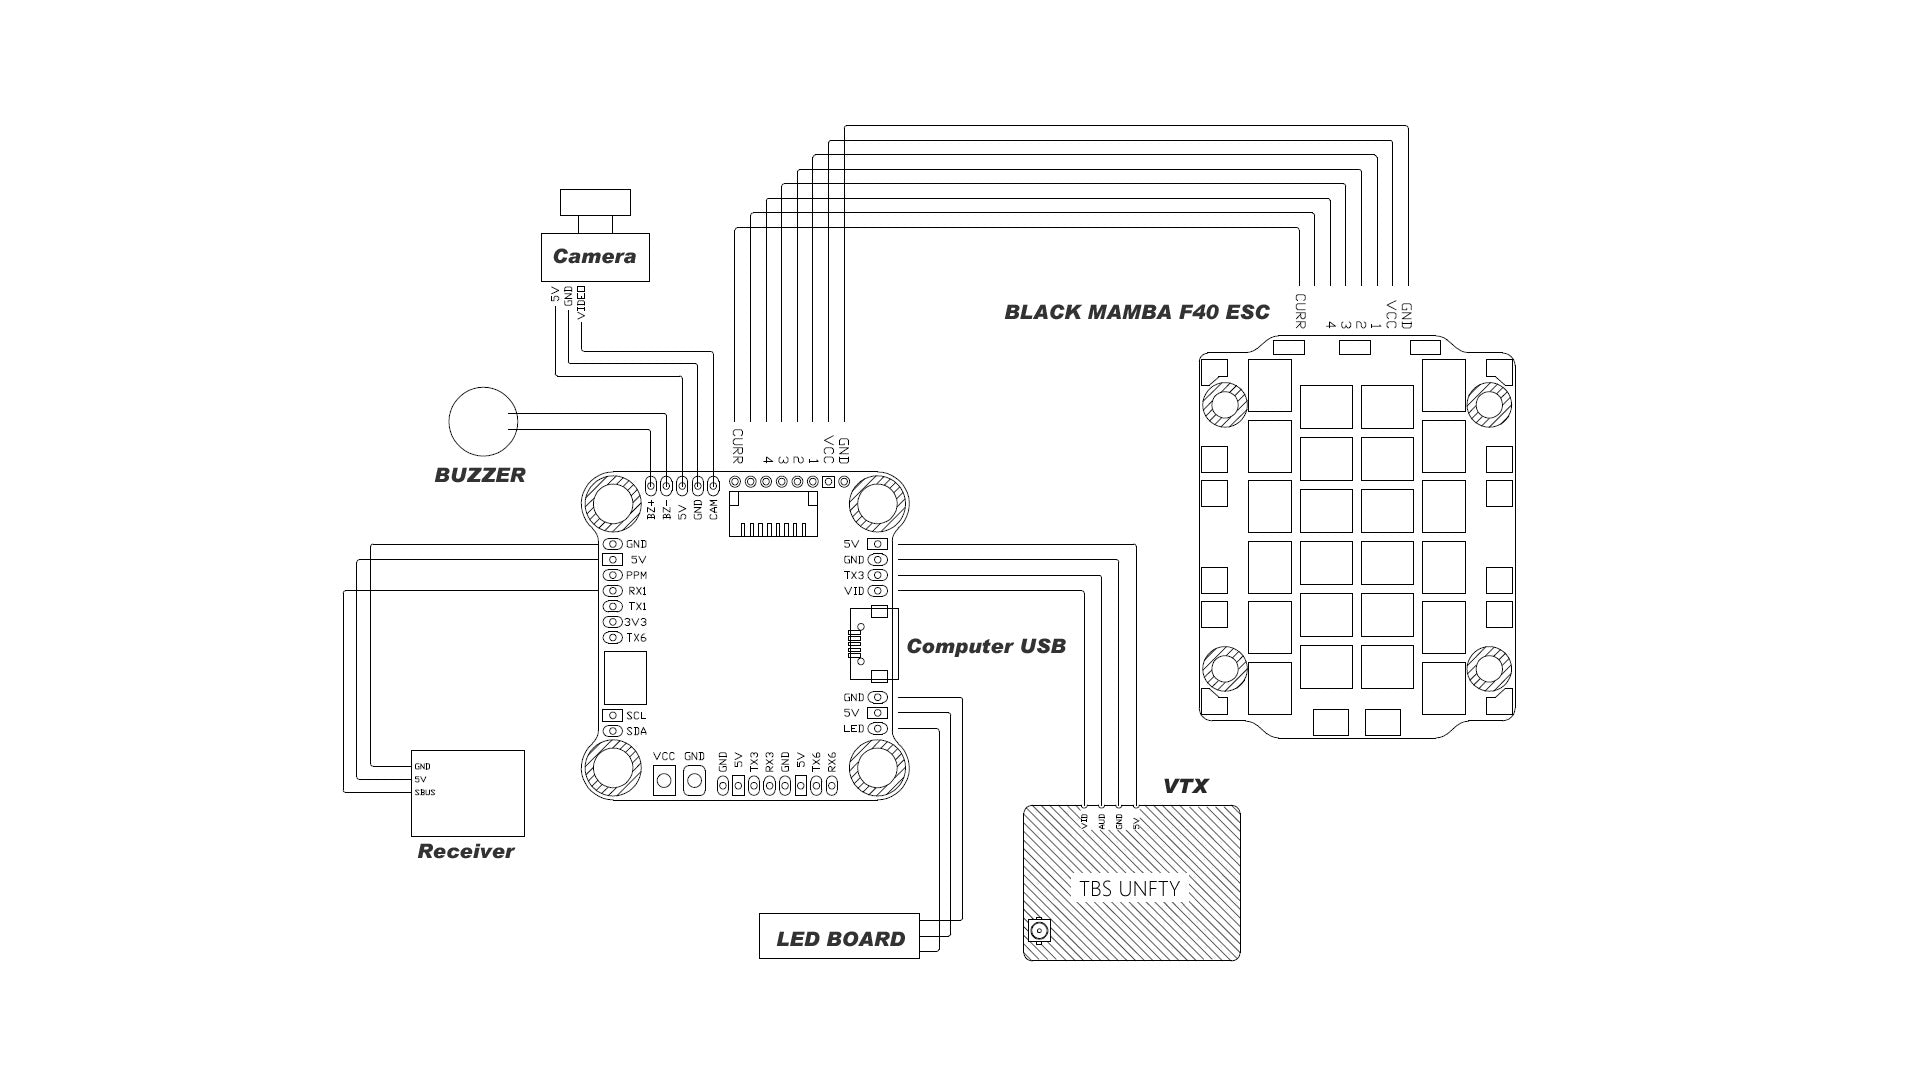 Camera
5V
GND
VIDEO
BLACK MAMBA F40 ESC
CURR
4
3
2
1
VCC
GND
BUZZER
CURR
4
3
2
1
VCC
GND
BZ+
BZ-
5V
GND
CAM
GND
5V
PPM
RX1
TX1
3V3
TX6
SCL
SDA
5V
GND
TX3
VID
Computer USB
GND
5V
LED
VCC
GND
GND
5V
TX3
RX3
GND
5V
TX6
RX6
GND
5V
SBUS
Receiver
VTX
VID
AUD
GND
5V
TBS UNFTY
LED BOARD